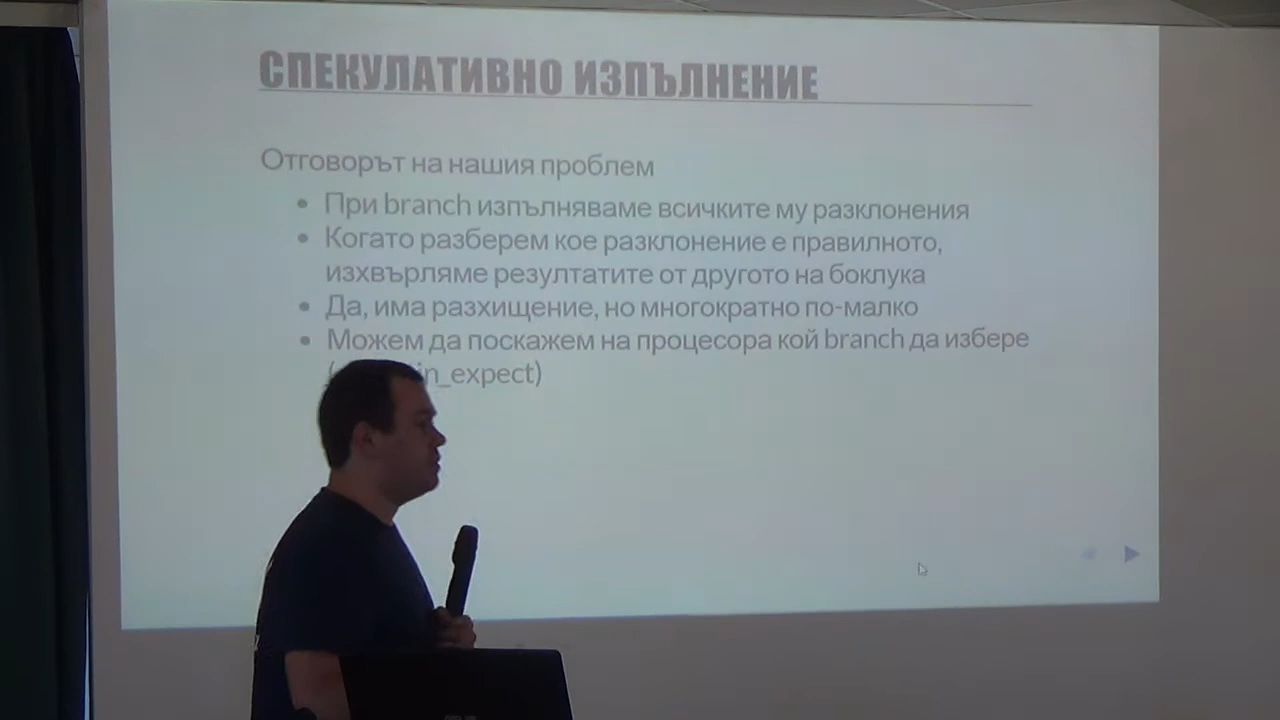 СПЕКУЛАТИВНО ИЗПЪЛНЕНИЕ
Отговорът на нашия проблем
При branch изпълняваме всичките му разклонения
Когато разберем кое разклонение е правилното,
изхвърляме резултатите от другото на боклука
Да, има разхищение, но многократно по-малко
Можем да поскажем на процесора кой branch да избере
in_expect)